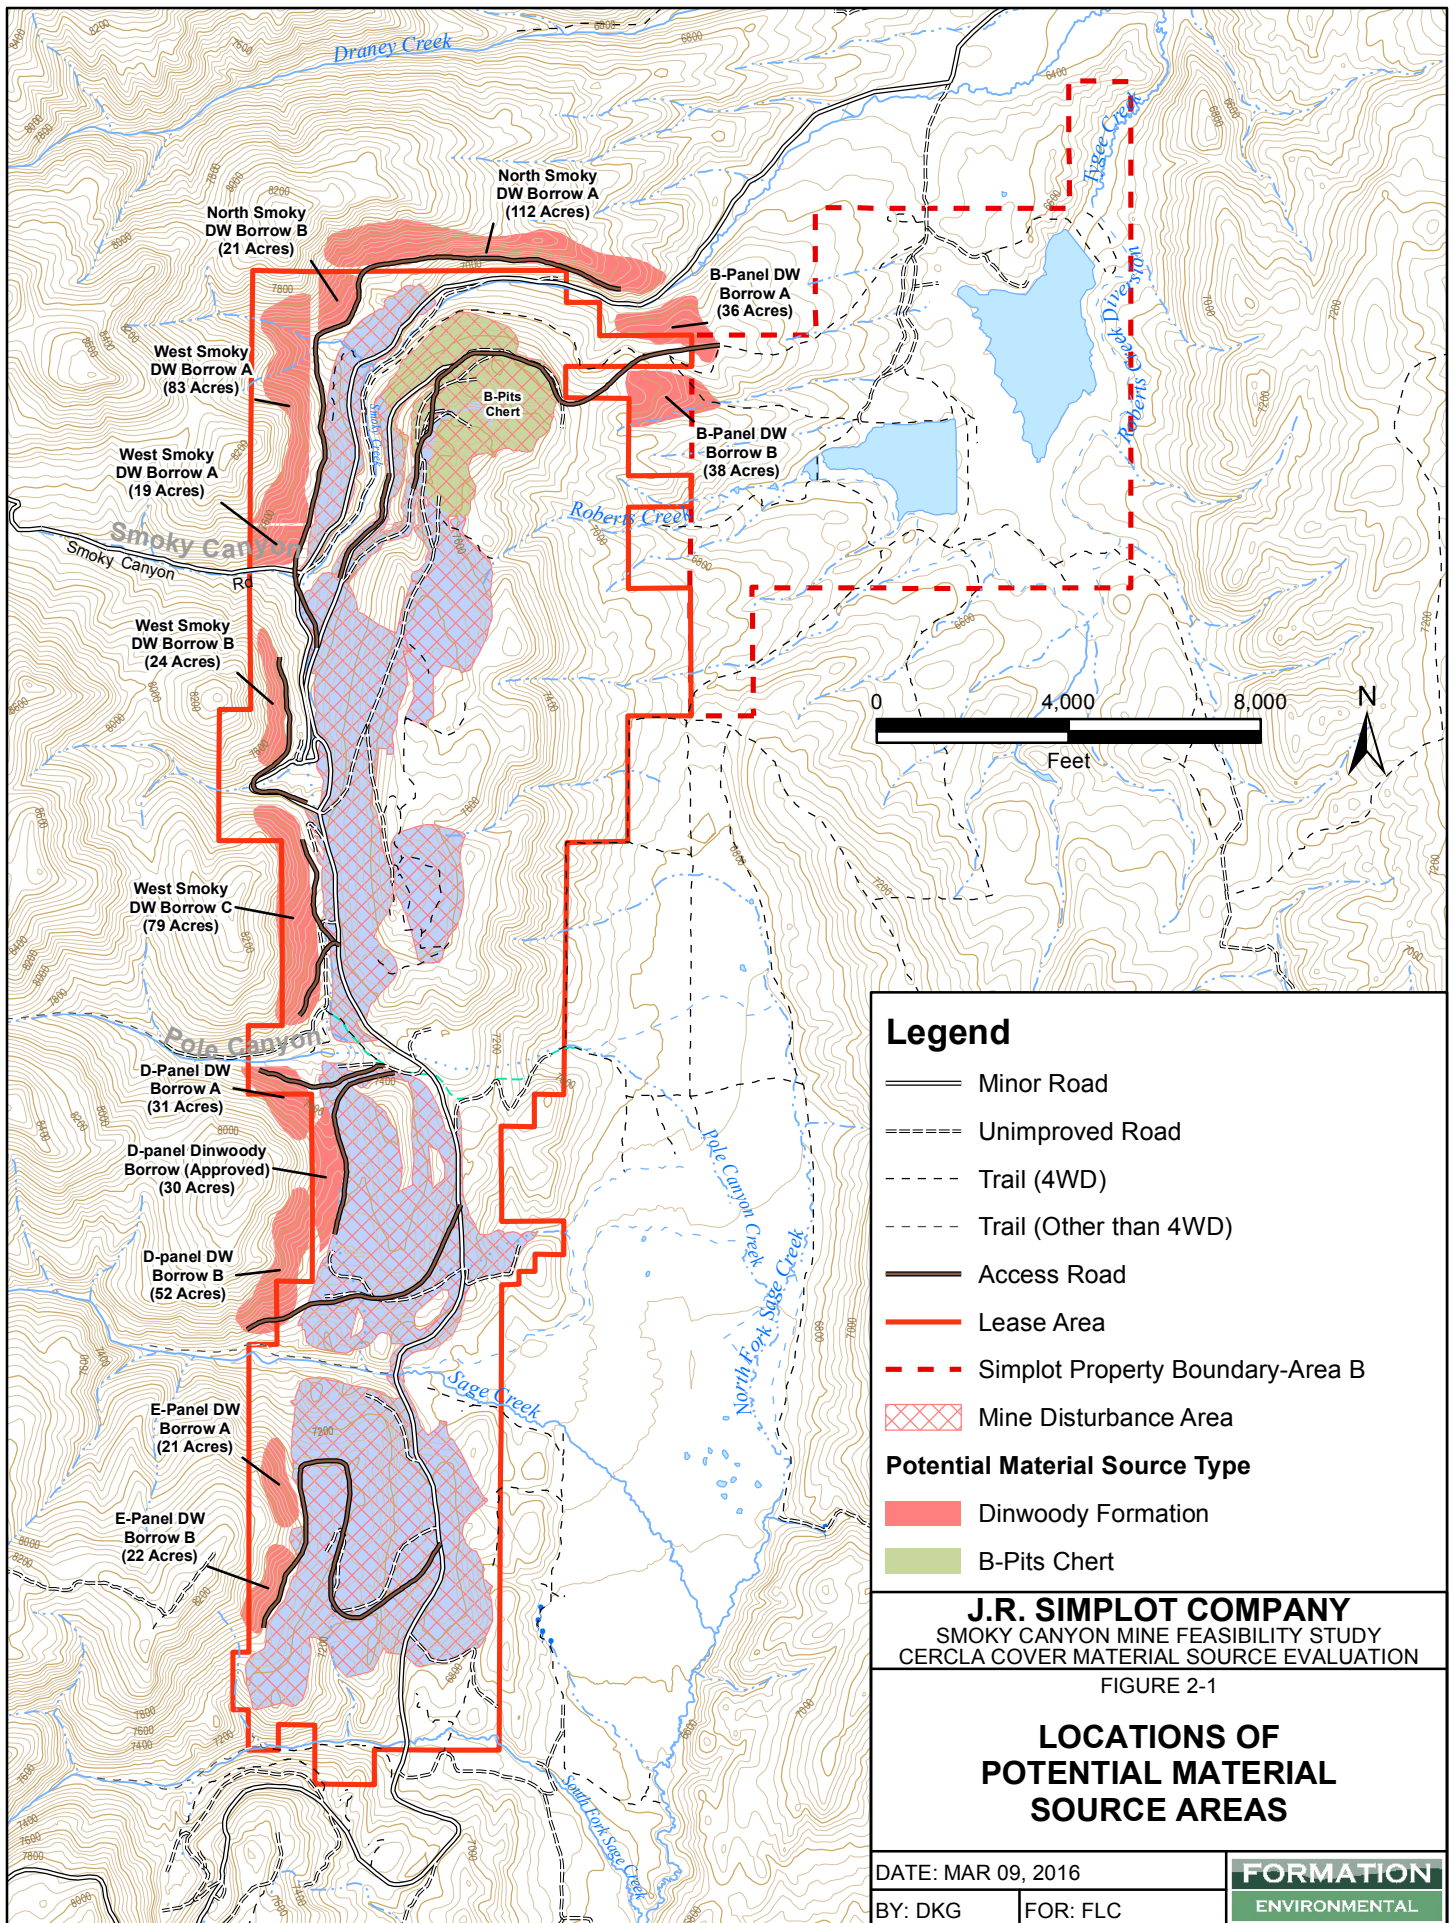 Draney Creek
Tygee Creek
North Smoky
DW Borrow A
(112 Acres)
North Smoky
DW Borrow B
(21 Acres)
B-Panel DW
Borrow A
(36 Acres)
Roberts Creek Diversion
West Smoky
DW Borrow A
(83 Acres)
B-Pits
Chert
Smoky Creek
B-Panel DW
Borrow B
(38 Acres)
West Smoky
DW Borrow A
(19 Acres)
Roberts Creek
Smoky Canyon
Smoky Canyon
Rd
West Smoky
DW Borrow B
(24 Acres)
0 4,000 8,000
Feet
N
West Smoky
DW Borrow C
(79 Acres)
Pole Canyon
D-Panel DW
Borrow A
(31 Acres)
D-panel Dinwoody
Borrow (Approved)
(30 Acres)
Pole Canyon Creek
North Fork Sage Creek
D-panel DW
Borrow B
(52 Acres)
Sage Creek
E-Panel DW
Borrow A
(21 Acres)
E-Panel DW
Borrow B
(22 Acres)
South Fork Sage Creek
Legend
Minor Road
Unimproved Road
Trail (4WD)
Trail (Other than 4WD)
Access Road
Lease Area
Simplot Property Boundary-Area B
Mine Disturbance Area
Potential Material Source Type
Dinwoody Formation
B-Pits Chert
J.R. SIMPLOT COMPANY
SMOKY CANYON MINE FEASIBILITY STUDY
CERCLA COVER MATERIAL SOURCE EVALUATION
FIGURE 2-1
LOCATIONS OF
POTENTIAL MATERIAL
SOURCE AREAS
DATE: MAR 09, 2016
BY: DKG
FOR: FLC
FORMATION
ENVIRONMENTAL